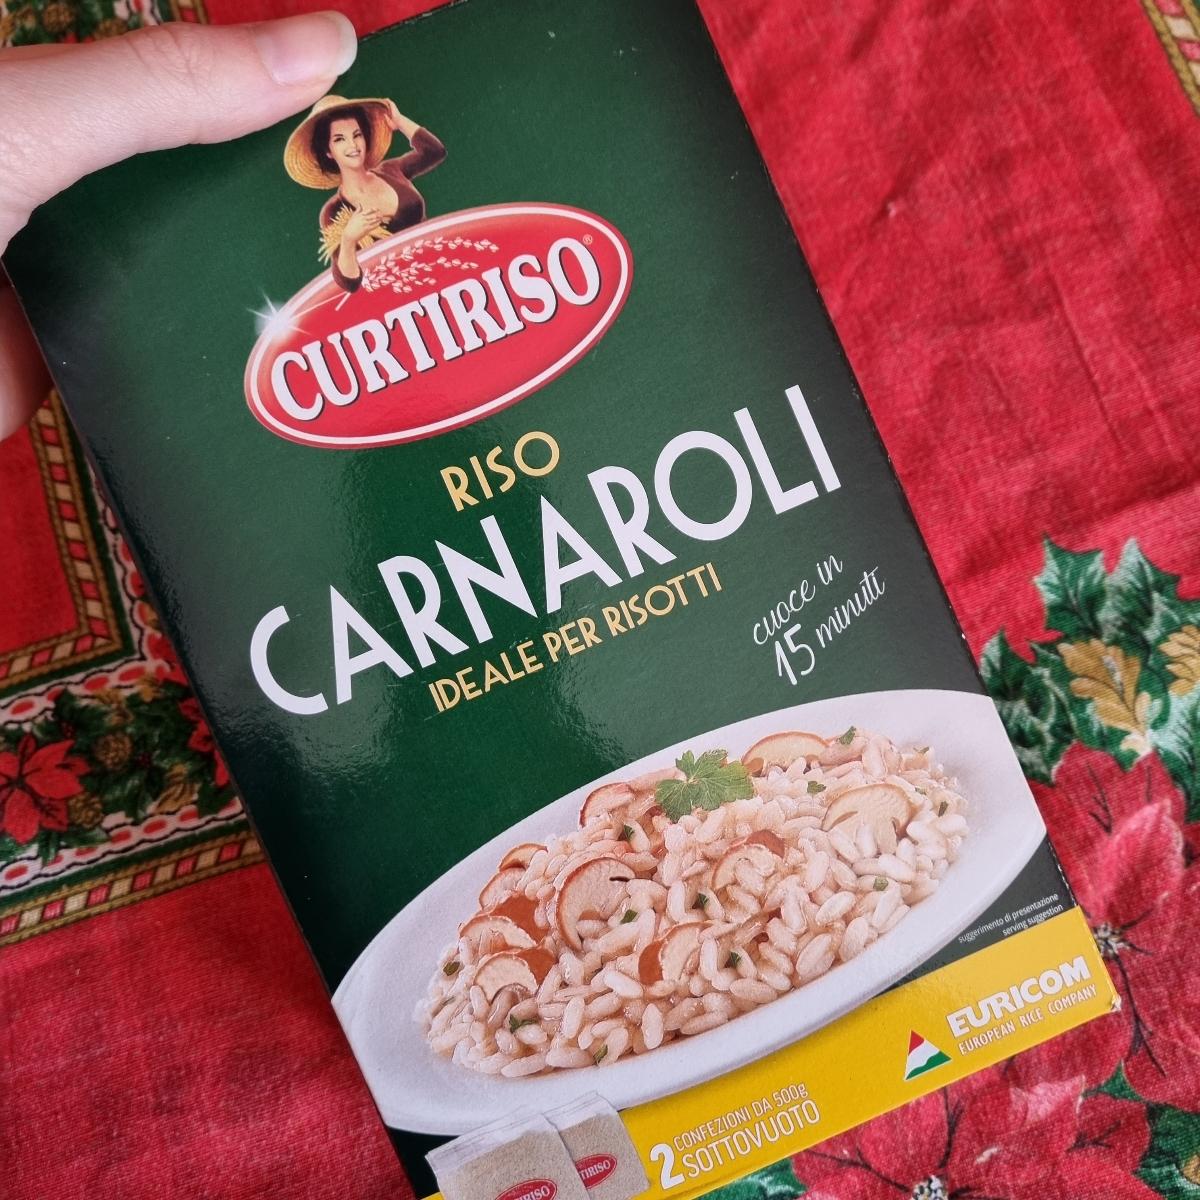 CURTIRISO®
RISO
CARNAROLI
IDEALE PER RISOTTI
cuoce in
15 minuti
suggerimento di presentazione
serving suggestion
EURICOM
EUROPEAN RICE COMPANY
2 CONFEZIONI DA 500g
SOTTOVUOTO